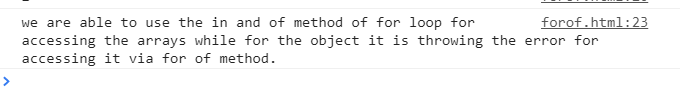 we are able to use the in and of method of for loop for forof.html:23
accessing the arrays while for the object it is throwing the error for
accessing it via for of method.
>